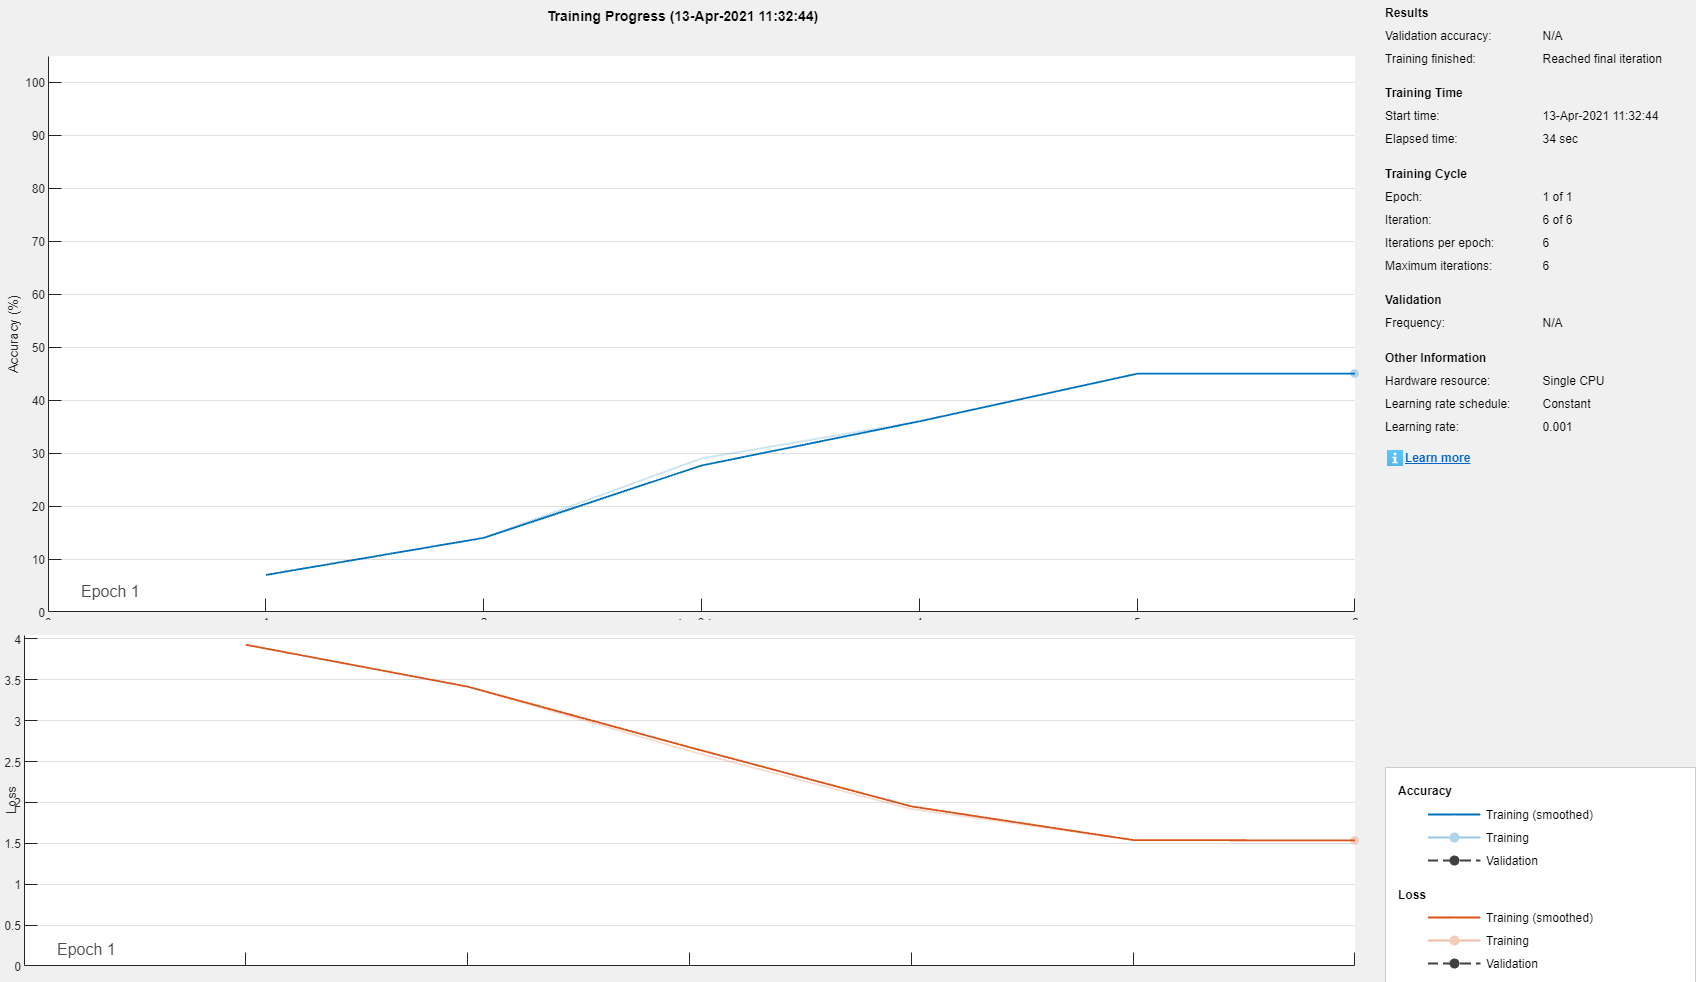 Training Progress (13-Apr-2021 11:32:44)
Accuracy (%)
100
90
80
70
60
50
40
30
20
10
0
Epoch 1
Loss
4
3.5
3
2.5
2
1.5
1
0.5
0
Epoch 1
Results
Validation accuracy: N/A
Training finished: Reached final iteration
Training Time
Start time: 13-Apr-2021 11:32:44
Elapsed time: 34 sec
Training Cycle
Epoch: 1 of 1
Iteration: 6 of 6
Iterations per epoch: 6
Maximum iterations: 6
Validation
Frequency: N/A
Other Information
Hardware resource: Single CPU
Learning rate schedule: Constant
Learning rate: 0.001
i Learn more
Accuracy
Training (smoothed)
Training
Validation
Loss
Training (smoothed)
Training
Validation